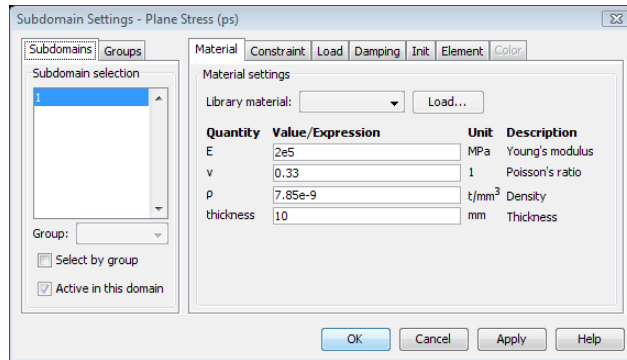 Subdomain Settings - Plane Stress (ps)
Subdomains Groups
Subdomain selection
1
Group:
Select by group
Active in this domain
Material Constraint Load Damping Init Element Color
Material settings
Library material: Load...
Quantity Value/Expression Unit Description
E 2e5 MPa Young's modulus
ν 0.33 1 Poisson's ratio
ρ 7.85e-9 t/mm³ Density
thickness 10 mm Thickness
OK Cancel Apply Help